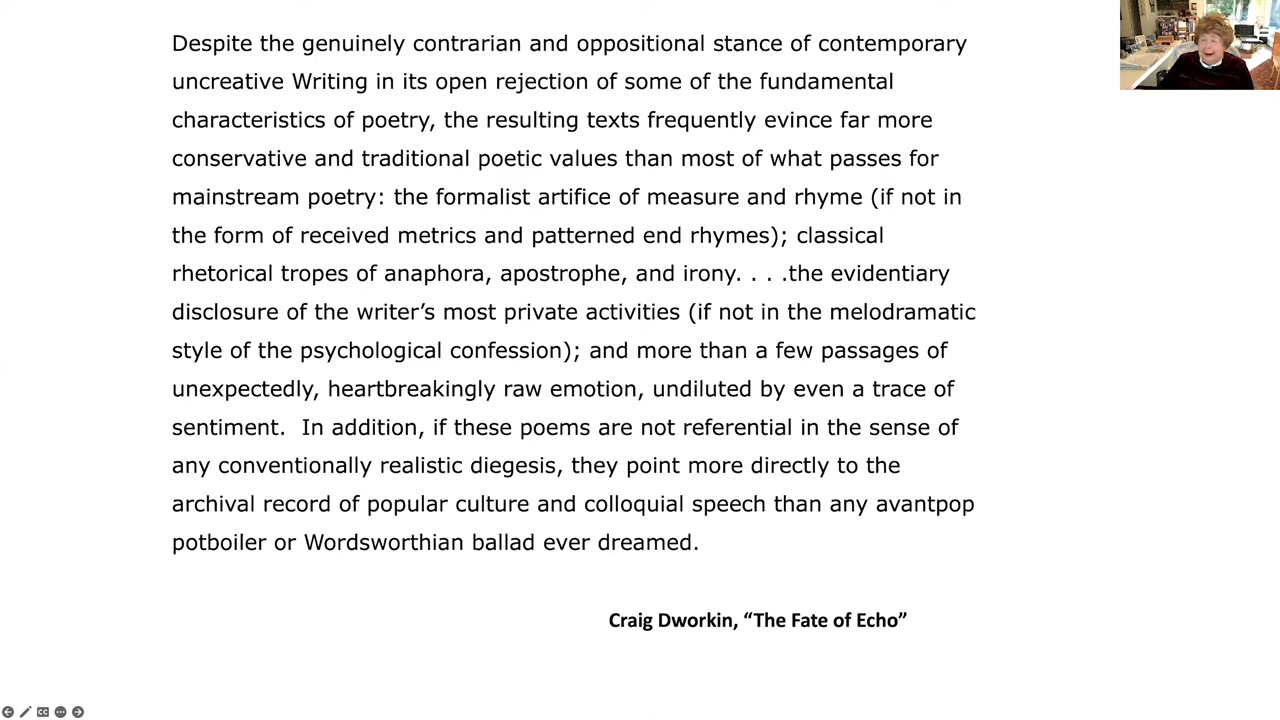 Despite the genuinely contrarian and oppositional stance of contemporary
uncreative Writing in its open rejection of some of the fundamental
characteristics of poetry, the resulting texts frequently evince far more
conservative and traditional poetic values than most of what passes for
mainstream poetry: the formalist artifice of measure and rhyme (if not in
the form of received metrics and patterned end rhymes); classical
rhetorical tropes of anaphora, apostrophe, and irony. . . .the evidentiary
disclosure of the writer’s most private activities (if not in the melodramatic
style of the psychological confession); and more than a few passages of
unexpectedly, heartbreakingly raw emotion, undiluted by even a trace of
sentiment.  In addition, if these poems are not referential in the sense of
any conventionally realistic diegesis, they point more directly to the
archival record of popular culture and colloquial speech than any avantpop
potboiler or Wordsworthian ballad ever dreamed.
Craig Dworkin, “The Fate of Echo”